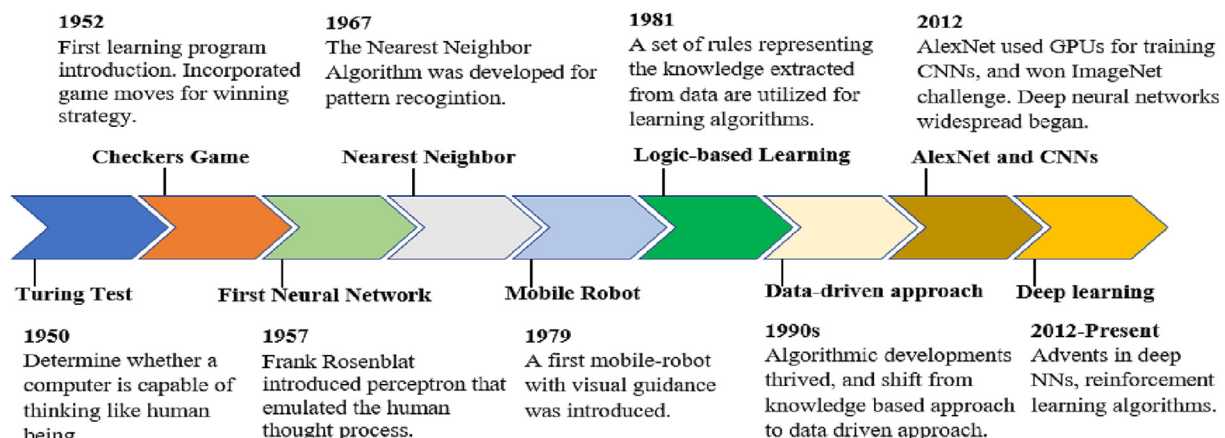 1952
First learning program
introduction. Incorporated
game moves for winning
strategy.
Checkers Game
1967
The Nearest Neighbor
Algorithm was developed for
pattern recogintion.
Nearest Neighbor
1981
A set of rules representing
the knowledge extracted
from data are utilized for
learning algorithms.
Logic-based Learning
2012
AlexNet used GPUs for training
CNNs, and won ImageNet
challenge. Deep neural networks
widespread began.
AlexNet and CNNs
Turing Test
1950
Determine whether a
computer is capable of
thinking like human
being.
First Neural Network
1957
Frank Rosenblat
introduced perceptron that
emulated the human
thought process.
Mobile Robot
1979
A first mobile-robot
with visual guidance
was introduced.
Data-driven approach
1990s
Algorithmic developments
thrived, and shift from
knowledge based approach
to data driven approach.
Deep learning
2012-Present
Advents in deep
NNs, reinforcement
learning algorithms.